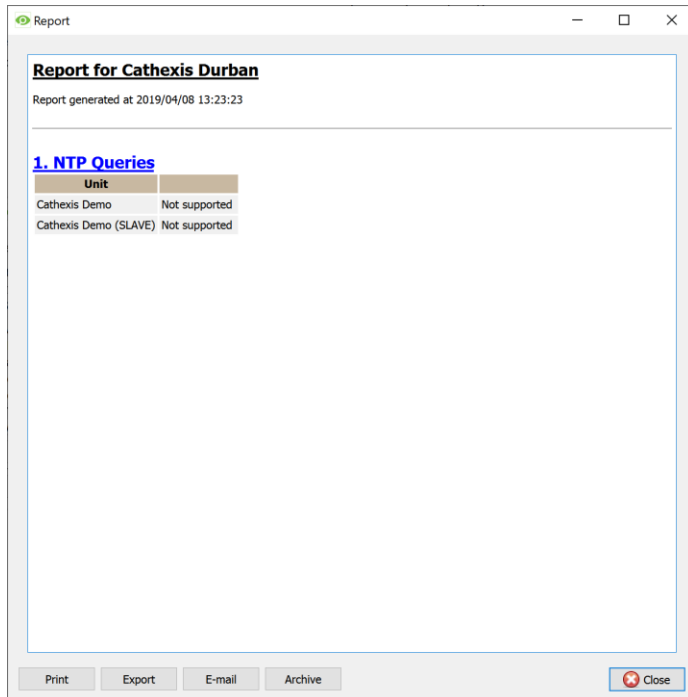 Report
Report for Cathexis Durban
Report generated at 2019/04/08 13:23:23
1. NTP Queries
Unit
Cathexis Demo Not supported
Cathexis Demo (SLAVE) Not supported
Print Export E-mail Archive Close